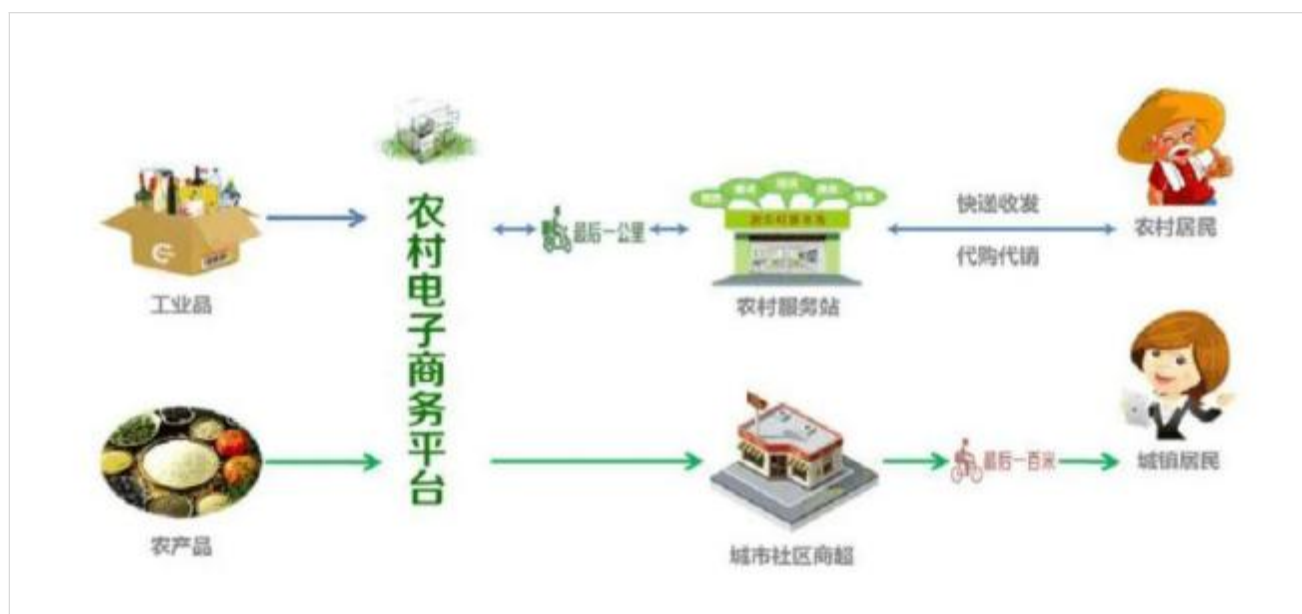 农村电子商务平台
工业品
最后一公里
农村服务站
快递收发
代购代销
农村居民
农产品
城市社区商超
最后一百米
城镇居民